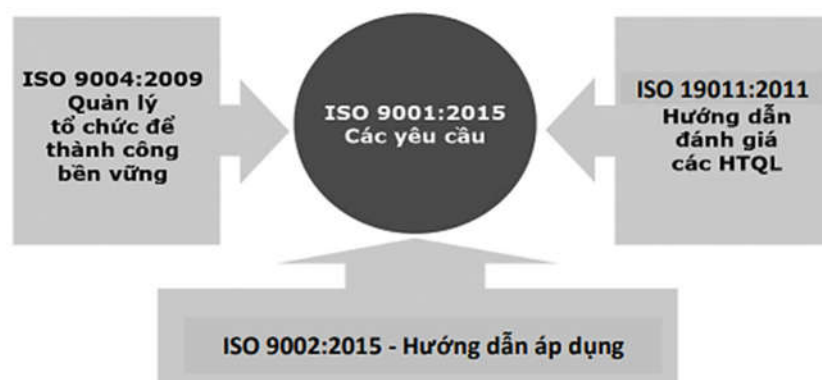 ISO 9004:2009
Quản lý
tổ chức để
thành công
bền vững
ISO 9001:2015
Các yêu cầu
ISO 19011:2011
Hướng dẫn
đánh giá
các HTQL
ISO 9002:2015 - Hướng dẫn áp dụng